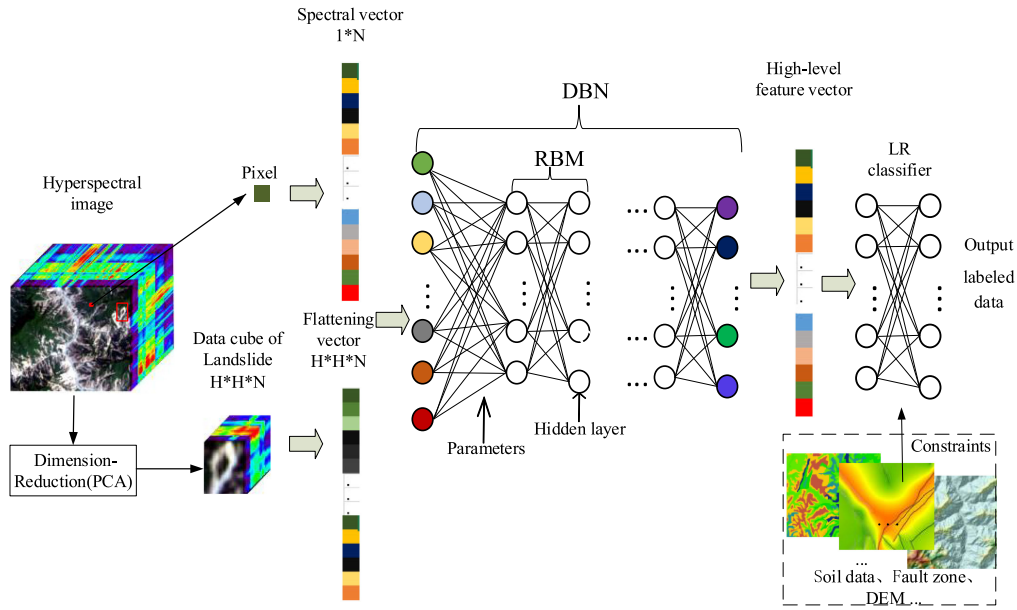 Spectral vector
1*N
Hyperspectral
image
Pixel
DBN
RBM
High-level
feature vector
LR
classifier
Output
labeled
data
Data cube of
Landslide
H*H*N
Flattening
vector
H*H*N
Dimension-
Reduction(PCA)
Parameters
Hidden layer
Constraints
...
Soil data、Fault zone、
DEM ...